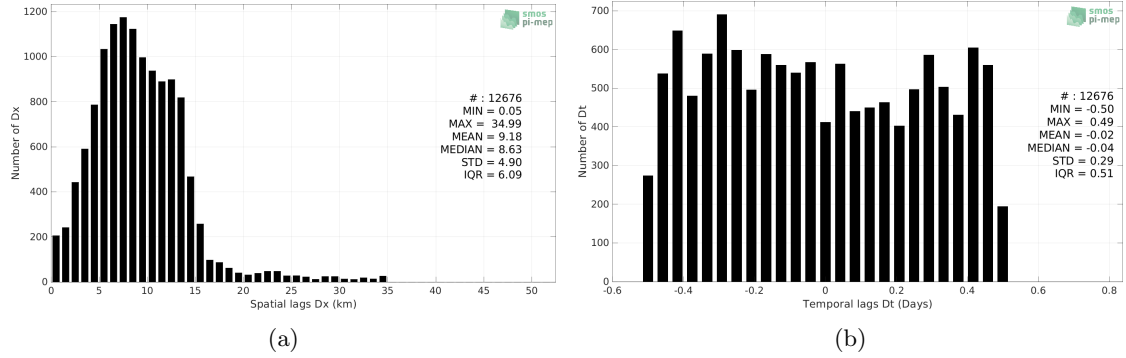 1200
1000
800
600
400
200
0
Number of Dx
0 5 10 15 20 25 30 35 40 45 50
Spatial lags Dx (km)
smos
pi-mep
# : 12676
MIN = 0.05
MAX = 34.99
MEAN = 9.18
MEDIAN = 8.63
STD = 4.90
IQR = 6.09
(a)
700
600
500
400
300
200
100
0
Number of Dt
-0.6 -0.4 -0.2 0 0.2 0.4 0.6 0.8
Temporal lags Dt (Days)
smos
pi-mep
# : 12676
MIN = -0.50
MAX = 0.49
MEAN = -0.02
MEDIAN = -0.04
STD = 0.29
IQR = 0.51
(b)